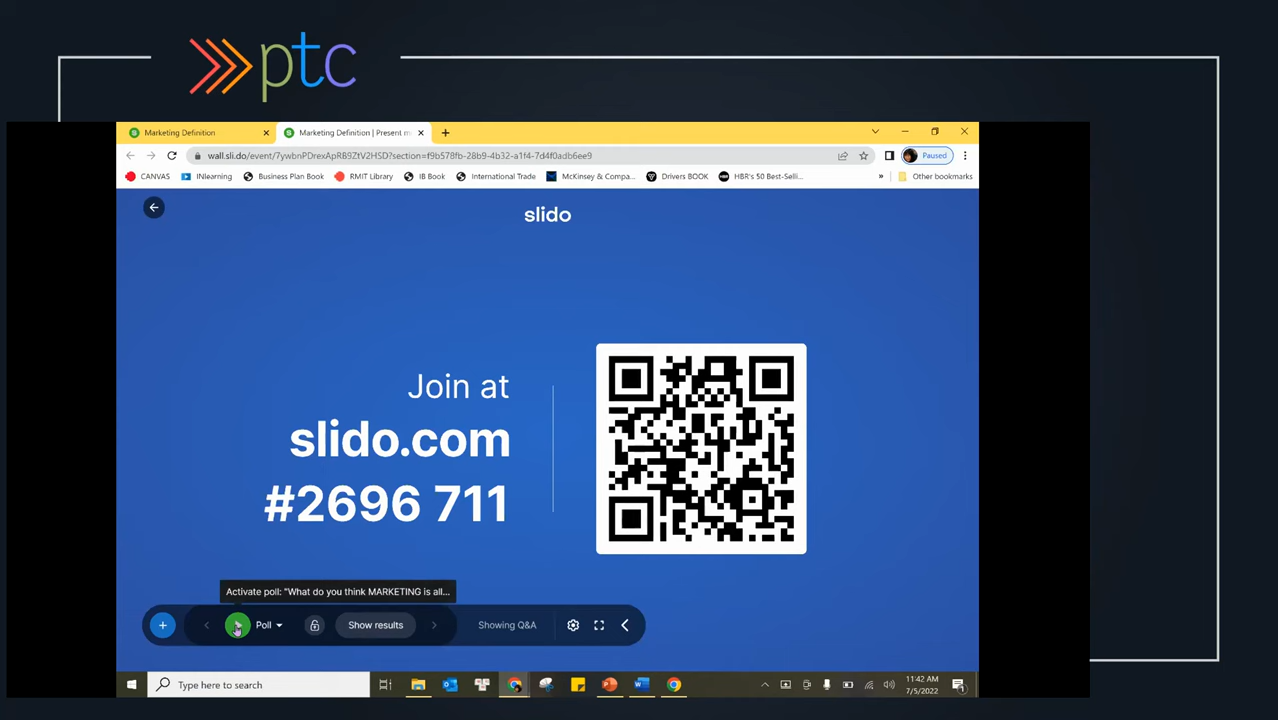 ptc
Marketing Definition
Marketing Definition | Present m
wall.sli.do/event/7ywbnPDrexApRB9ZtV2HSD?section=f9b578fb-28b9-4b32-a1f4-7d4f0adb6ee9
Paused
CANVAS
INlearning
Business Plan Book
RMIT Library
IB Book
International Trade
McKinsey & Compa...
Drivers BOOK
HBR's 50 Best-Selli...
»
Other bookmarks
slido
Join at
slido.com
#2696 711
Activate poll: "What do you think MARKETING is all...
Poll
Show results
Showing Q&A
Type here to search
11:42 AM
7/5/2022